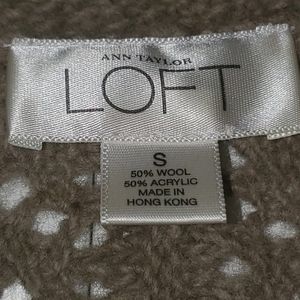 ANN TAYLOR
LOFT
S
50% WOOL
50% ACRYLIC
MADE IN
HONG KONG